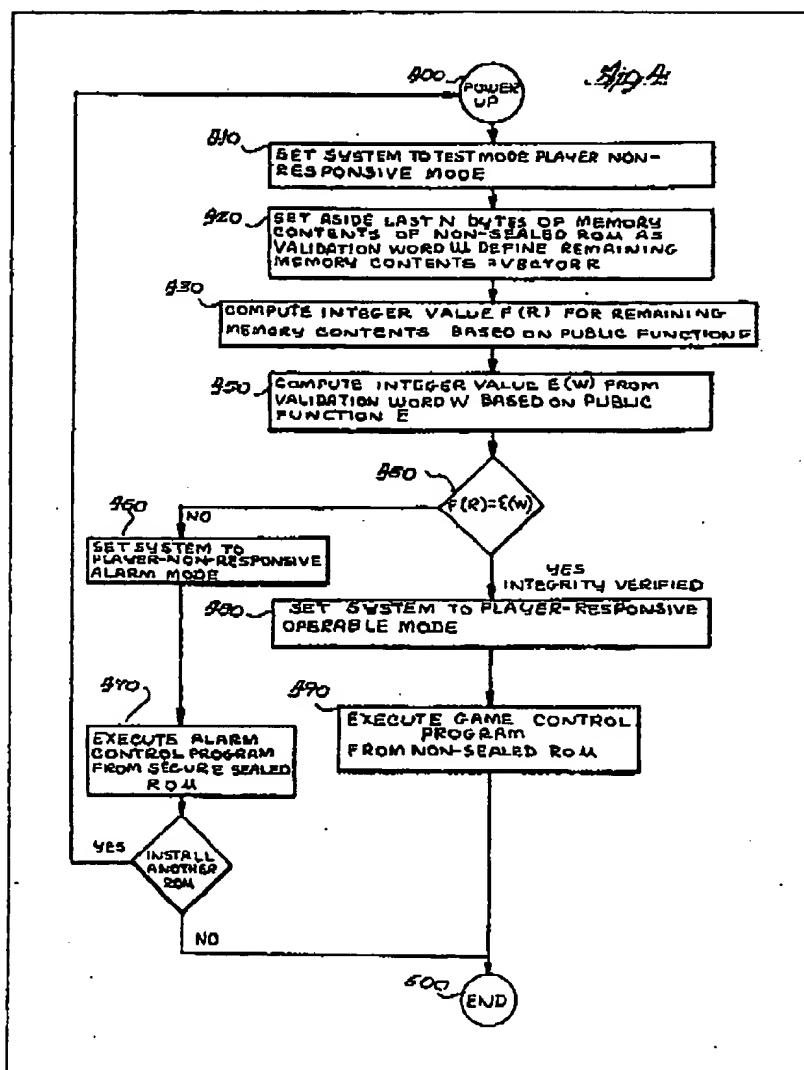 400
Fig 4
POWER
UP
410
SET SYSTEM TO TEST MODE PLAYER NON-
RESPONSIVE MODE
420
SET ASIDE LAST N BYTES OF MEMORY
CONTENTS OF NON-SEALED ROM AS
VALIDATION WORD W. DEFINE REMAINING
MEMORY CONTENTS
430
COMPUTE INTEGER VALUE F(R) FOR REMAINING
MEMORY CONTENTS BASED ON PUBLIC FUNCTION F
450
COMPUTE INTEGER VALUE E(W) FROM
VALIDATION WORD W BASED ON PUBLIC
FUNCTION E
F(R)=E(W)
NO
460
SET SYSTEM TO
PLAYER-NON-RESPONSIVE
ALARM MODE
YES
INTEGRITY VERIFIED
480
SET SYSTEM TO PLAYER-RESPONSIVE
OPERABLE MODE
470
490
EXECUTE GAME CONTROL
PROGRAM
FROM NON-SEALED ROM
EXECUTE ALARM
CONTROL PROGRAM
FROM SECURE SEALED
ROM
YES
INSTALL
ANOTHER
ROM
NO
500
END